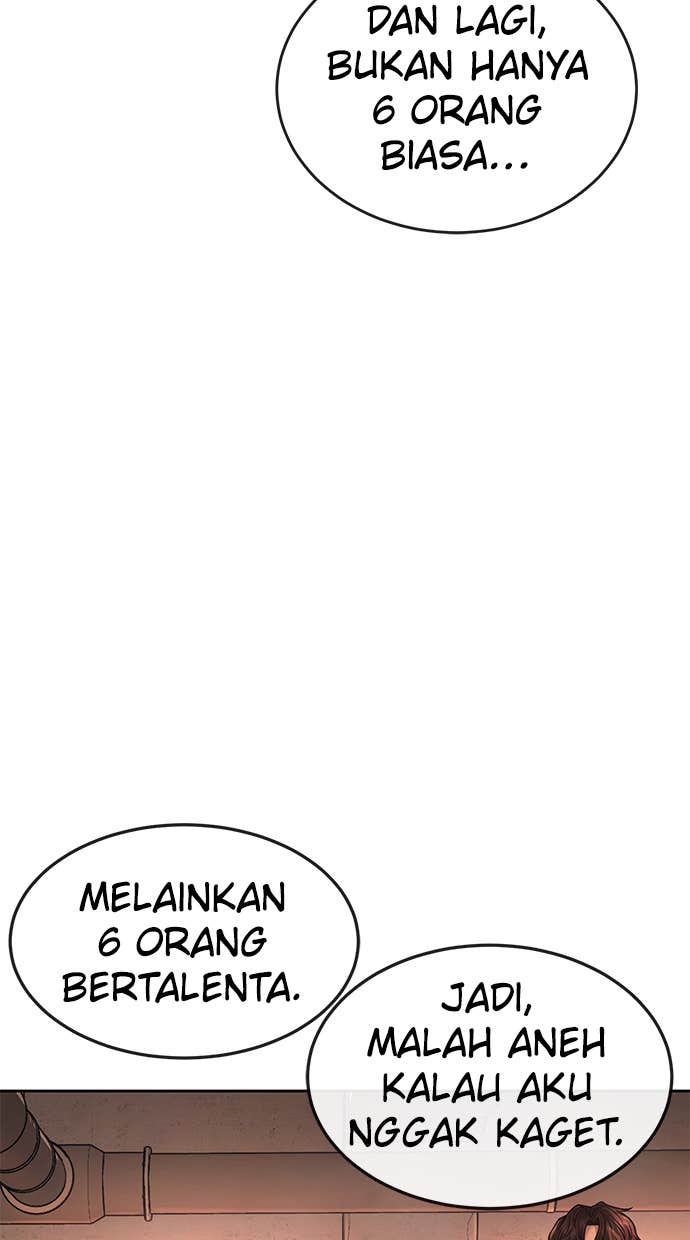 DAN LAGI,
BUKAN HANYA
6 ORANG
BIASA...
MELAINKAN
6 ORANG
BERTALENTA.
JADI,
MALAH ANEH
KALAU AKU
NGGAK KAGET.